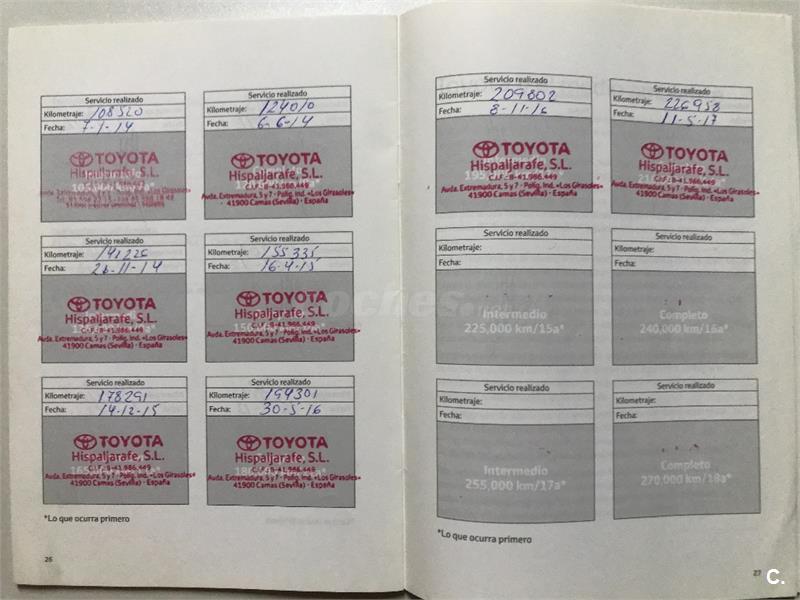 Servicio realizado
Kilometraje: 108520
Fecha: 7-1-14
TOYOTA
Hispaljarafe, S.L.
Servicio realizado
Kilometraje: 124010
Fecha: 6-6-14
TOYOTA
Hispaljarafe, S.L.
C.I.F.:B-41.986.449
Auda. Extremadura, 5 y 7 - Políg. Ind. «Los Girasoles»
41900 Camas (Sevilla) - España
Servicio realizado
Kilometraje: 141226
Fecha: 26-11-14
TOYOTA
Hispaljarafe, S.L.
C.I.F.:B-41.986.449
Auda. Extremadura, 5 y 7 - Políg. Ind. «Los Girasoles»
41900 Camas (Sevilla) - España
Servicio realizado
Kilometraje: 155335
Fecha: 16-4-15
TOYOTA
Hispaljarafe, S.L.
C.I.F.:B-41.986.449
Auda. Extremadura, 5 y 7 - Políg. Ind. «Los Girasoles»
41900 Camas (Sevilla) - España
Servicio realizado
Kilometraje: 178291
Fecha: 14-12-15
TOYOTA
Hispaljarafe, S.L.
C.I.F.:B-41.986.449
Auda. Extremadura, 5 y 7 - Políg. Ind. «Los Girasoles»
41900 Camas (Sevilla) - España
Servicio realizado
Kilometraje: 194301
Fecha: 30-5-16
TOYOTA
Hispaljarafe, S.L.
C.I.F.:B-41.986.449
Auda. Extremadura, 5 y 7 - Políg. Ind. «Los Girasoles»
41900 Camas (Sevilla) - España
*Lo que ocurra primero
26
Servicio realizado
Kilometraje: 209802
Fecha: 8-11-16
TOYOTA
Hispaljarafe, S.L.
C.I.F.:B-41.986.449
Auda. Extremadura, 5 y 7 - Políg. Ind. «Los Girasoles»
41900 Camas (Sevilla) - España
Servicio realizado
Kilometraje: 226958
Fecha: 11-5-17
TOYOTA
Hispaljarafe, S.L.
C.I.F.:B-41.986.449
Auda. Extremadura, 5 y 7 - Políg. Ind. «Los Girasoles»
41900 Camas (Sevilla) - España
Servicio realizado
Kilometraje:
Fecha:
Intermedio
225,000 km/15a*
Servicio realizado
Kilometraje:
Fecha:
Completo
240,000 km/16a*
Servicio realizado
Kilometraje:
Fecha:
Intermedio
255,000 km/17a*
Servicio realizado
Kilometraje:
Fecha:
Completo
270,000 km/18a*
*Lo que ocurra primero
27
C.